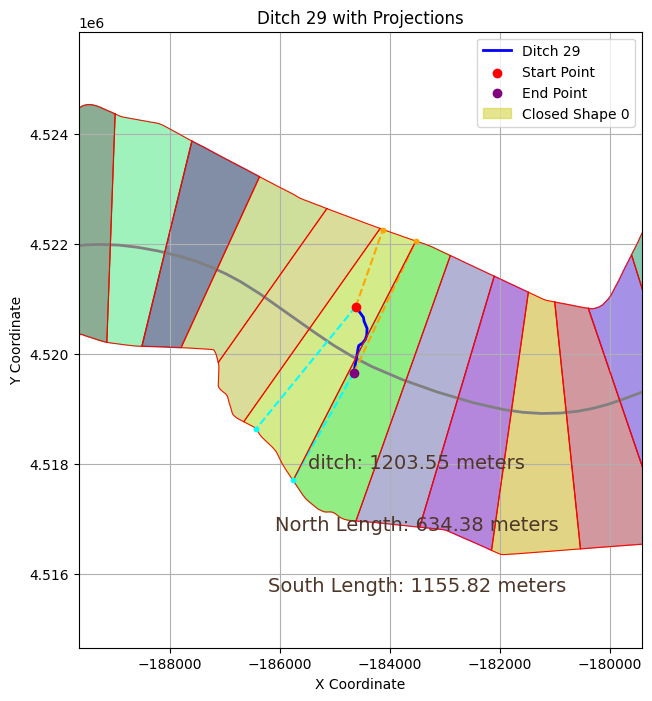 Ditch 29 with Projections
1e6
Ditch 29
Start Point
End Point
Closed Shape 0
4.524
4.522
4.520
4.518
4.516
Y Coordinate
ditch: 1203.55 meters
North Length: 634.38 meters
South Length: 1155.82 meters
−188000 −186000 −184000 −182000 −180000
X Coordinate